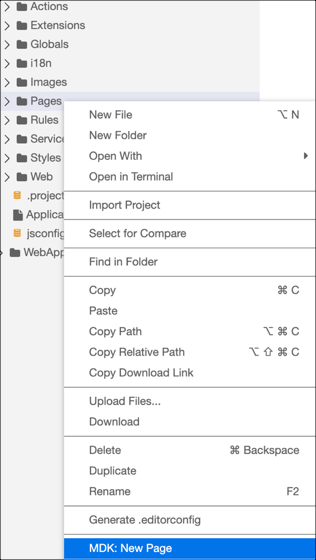 Actions
Extensions
Globals
i18n
Images
Pages
Rules
Service
Styles
Web
.project
Applica
jsconfig
WebApp
New File ⌥ N
New Folder
Open With
Open in Terminal
Import Project
Select for Compare
Find in Folder
Copy ⌘ C
Paste
Copy Path ⌥ ⌘ C
Copy Relative Path ⌥ ⇧ ⌘ C
Copy Download Link
Upload Files...
Download
Delete ⌘ Backspace
Duplicate
Rename F2
Generate .editorconfig
MDK: New Page